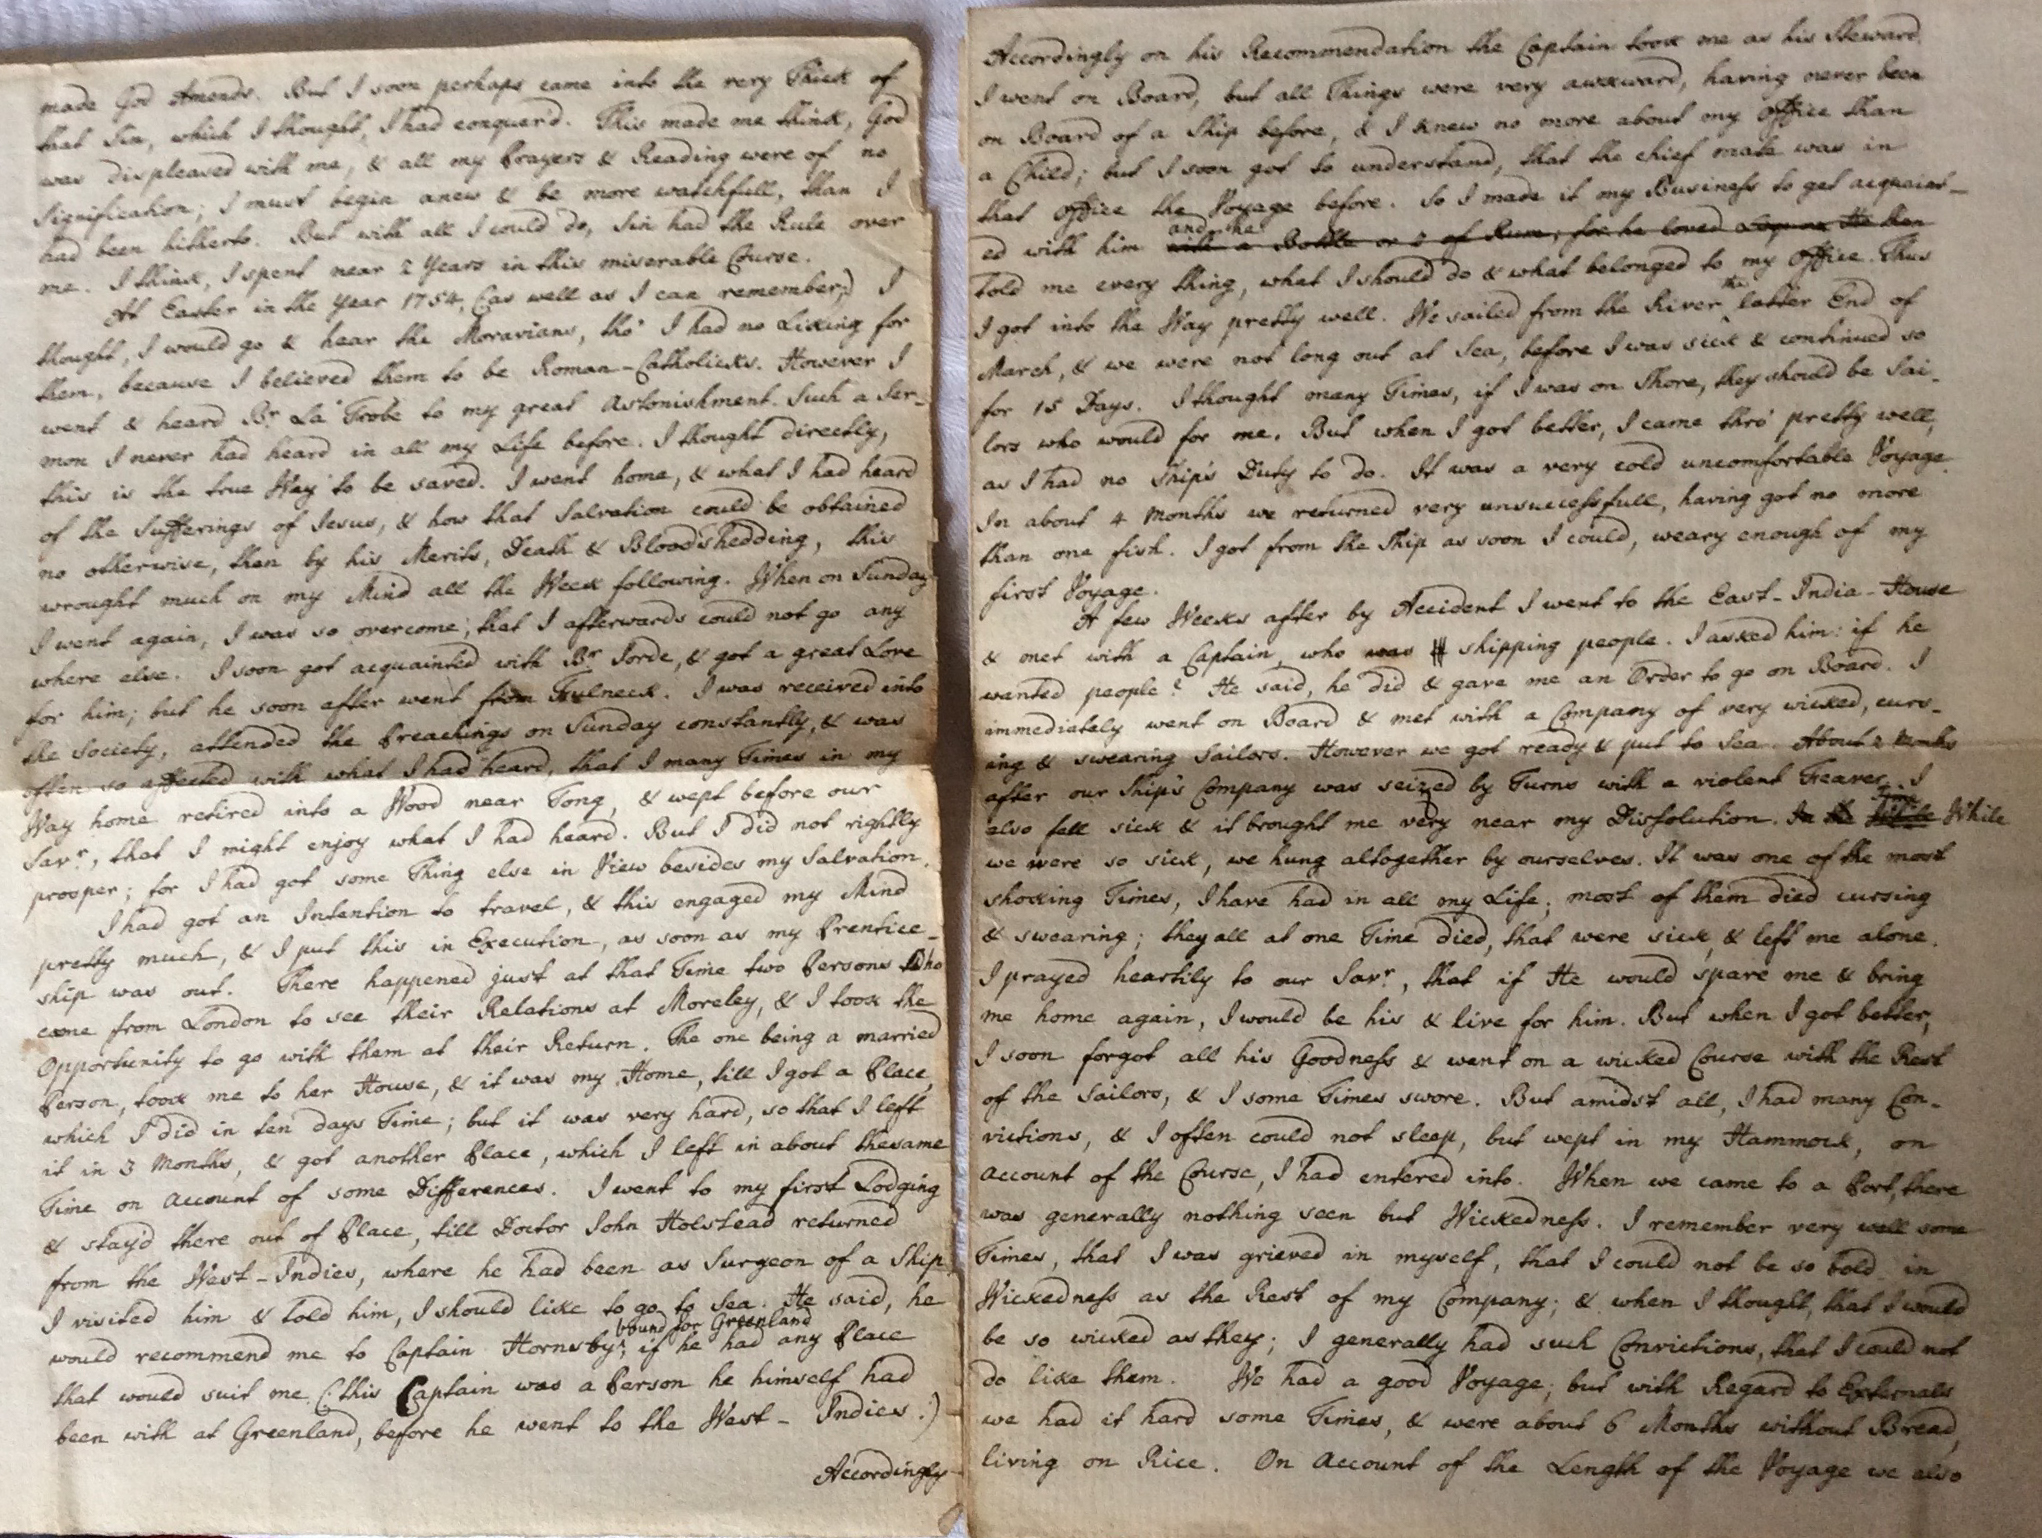 made God Amends. But I soon perhaps came into the very Thick of
that Sin, which I thought, I had conquer'd. This made me think, God
was displeased with me, & all my Prayers & Reading were of no
Signification; I must begin anew & be more watchfull, than I
had been hitherto. But with all I could do, Sin had the Rule over
me. I think, I spent near 2 Years in this miserable Course.
At Easter in the Year 1754, (as well as I can remember;) I
thought, I would go & hear the Moravians, tho' I had no Liking for
them, because I believed them to be Roman-Catholicks. However I
went & heard Br. La Trobe to my great Astonishment. Such a Ser-
mon I never had heard in all my Life before. I thought directly,
this is the true Way to be saved. I went home, & what I had heard
of the Sufferings of Jesus, & how that Salvation could be obtained
no otherwise, then by his Merits, Death & Bloodshedding, this
wrought much on my Mind all the Week following. When on Sunday
I went again, I was so overcome, that I afterwards could not go any
where else. I soon got acquainted with Br. Torde, & got a great Love
for him; but he soon after went from Fulneck. I was received into
the Society, attended the Preachings on Sunday constantly, & was
often so affected with what I had heard, that I many Times in my
Way home retired into a Wood near Tong, & wept before our
Savr., that I might enjoy what I had heard. But I did not rightly
prosper; for I had got some Thing else in View besides my Salvation.
I had got an Intention to travel, & this engaged my Mind
pretty much, & I put this in Execution, as soon as my Prentice-
ship was out. There happened just at that Time two Persons who
come from London to see their Relations at Moreley, & I took the
Opportunity to go with them at their Return. The one being a married
Person, took me to her House, & it was my Home, till I got a Place,
which I did in ten days Time; but it was very hard, so that I left
it in 3 Months, & got another Place, which I left in about the same
Time on Account of some Differences. I went to my first Lodging
& stay'd there out of Place, till Doctor John Holstead returned
from the West-Indies, where he had been as Surgeon of a Ship
I visited him & told him, I should like to go to Sea. He said, he
bound for Greenland
would recommend me to Captain Hornsby, if he had any Place
that would suit me (:this Captain was a Person he himself had
been with at Greenland, before he went to the West-Indies.:)
Accordingly
Accordingly on his Recommendation the Captain took me as his Steward.
I went on Board, but all Things were very awkward, having never been
on Board of a Ship before, & I knew no more about my Office than
a Child; but I soon got to understand, that the chief mate was in
that Office the Voyage before. So I made it my Business to get acquaint-
and he
ed with him with a Bottle or 2 of Rum, for he loved Liquor. He then
told me every thing, what I should do & what belonged to my Office. Thus
I got into the Way pretty well. We sailed from the River the latter End of
March, & we were not long out at Sea, before I was sick & continued so
for 15 Days. I thought many Times, if I was on Shore, they should be Sai-
lors who would for me. But when I got better, I came thro' pretty well,
as I had no Ship's Duty to do. It was a very cold uncomfortable Voyage.
In about 4 Months we returned very unsuccessfull, having got no more
than one fish. I got from the Ship as soon I could, weary enough of my
first Voyage.
A few Weeks after by Accident I went to the East-India-House
& met with a Captain, who was shipping people. I asked him: if he
wanted people? He said, he did & gave me an Order to go on Board. I
immediately went on Board & met with a Company of very wicked, curs-
ing & swearing Sailors. However we got ready & put to Sea. About 2 Months
after our Ship's Company was seized by Turns with a violent Feaver. I
also fell sick & it brought me very near my Dissolution. In the While
we were so sick, we hung altogether by ourselves. It was one of the most
shocking Times, I have had in all my Life; most of them died cursing
& swearing; they all at one Time died, that were sick, & left me alone.
I prayed heartily to our Savr., that if He would spare me & bring
me home again, I would be his & live for him. But when I got better,
I soon forgot all his Goodness & went on a wicked Course with the Rest
of the Sailors, & I some Times swore. But amidst all, I had many Con-
victions, & I often could not sleep, but wept in my Hammock, on
Account of the Course, I had entered into. When we came to a Port, there
was generally nothing seen but Wickedness. I remember very well some
Times, that I was grieved in myself, that I could not be so bold in
Wickedness as the Rest of my Company; & when I thought, that I would
be so wicked as they; I generally had such Convictions, that I could not
do like them. We had a good Voyage; but with Regard to Externals
we had it hard some Times, & were about 6 Months without Bread,
living on Rice. On Account of the Length of the Voyage we also